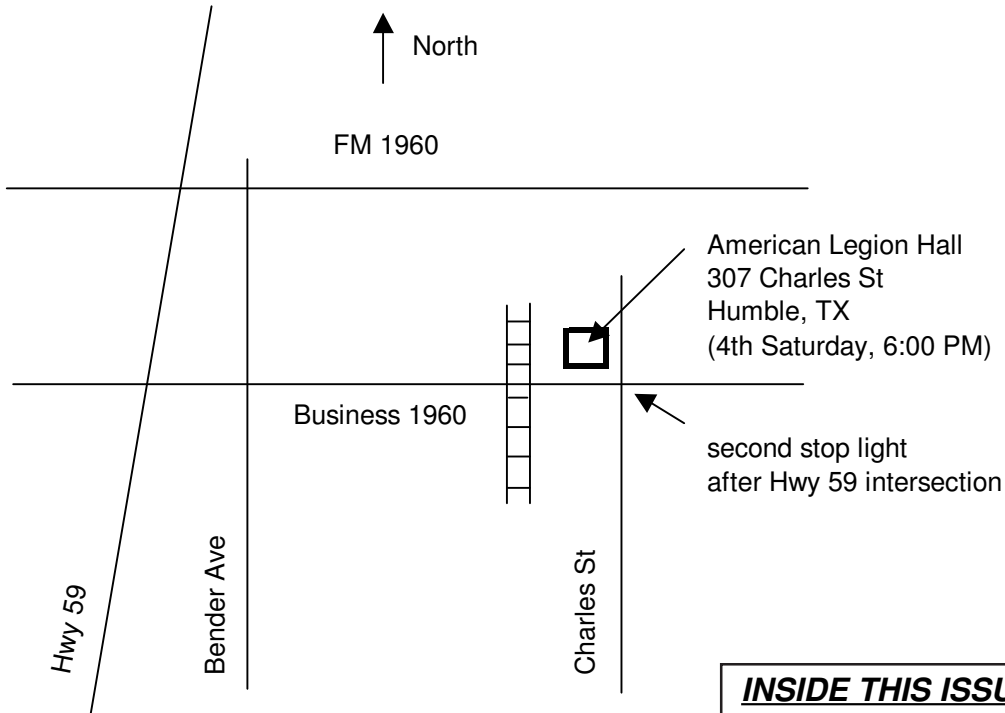 North
FM 1960
American Legion Hall
307 Charles St
Humble, TX
(4th Saturday, 6:00 PM)
Business 1960
second stop light
after Hwy 59 intersection
Hwy 59
Bender Ave
Charles St
INSIDE THIS ISSU